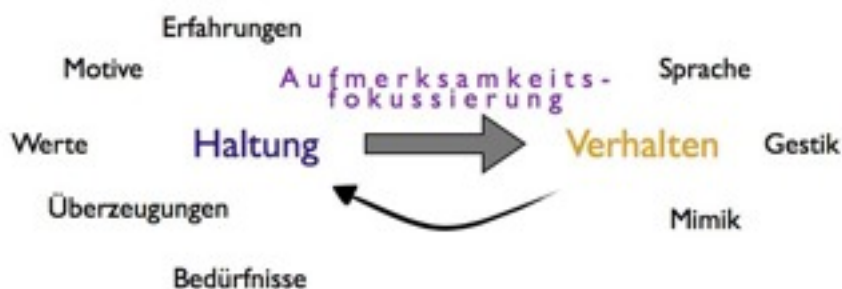 Erfahrungen
Motive
Aufmerksamkeits-
fokussierung
Sprache
Werte
Haltung
Verhalten
Gestik
Überzeugungen
Mimik
Bedürfnisse